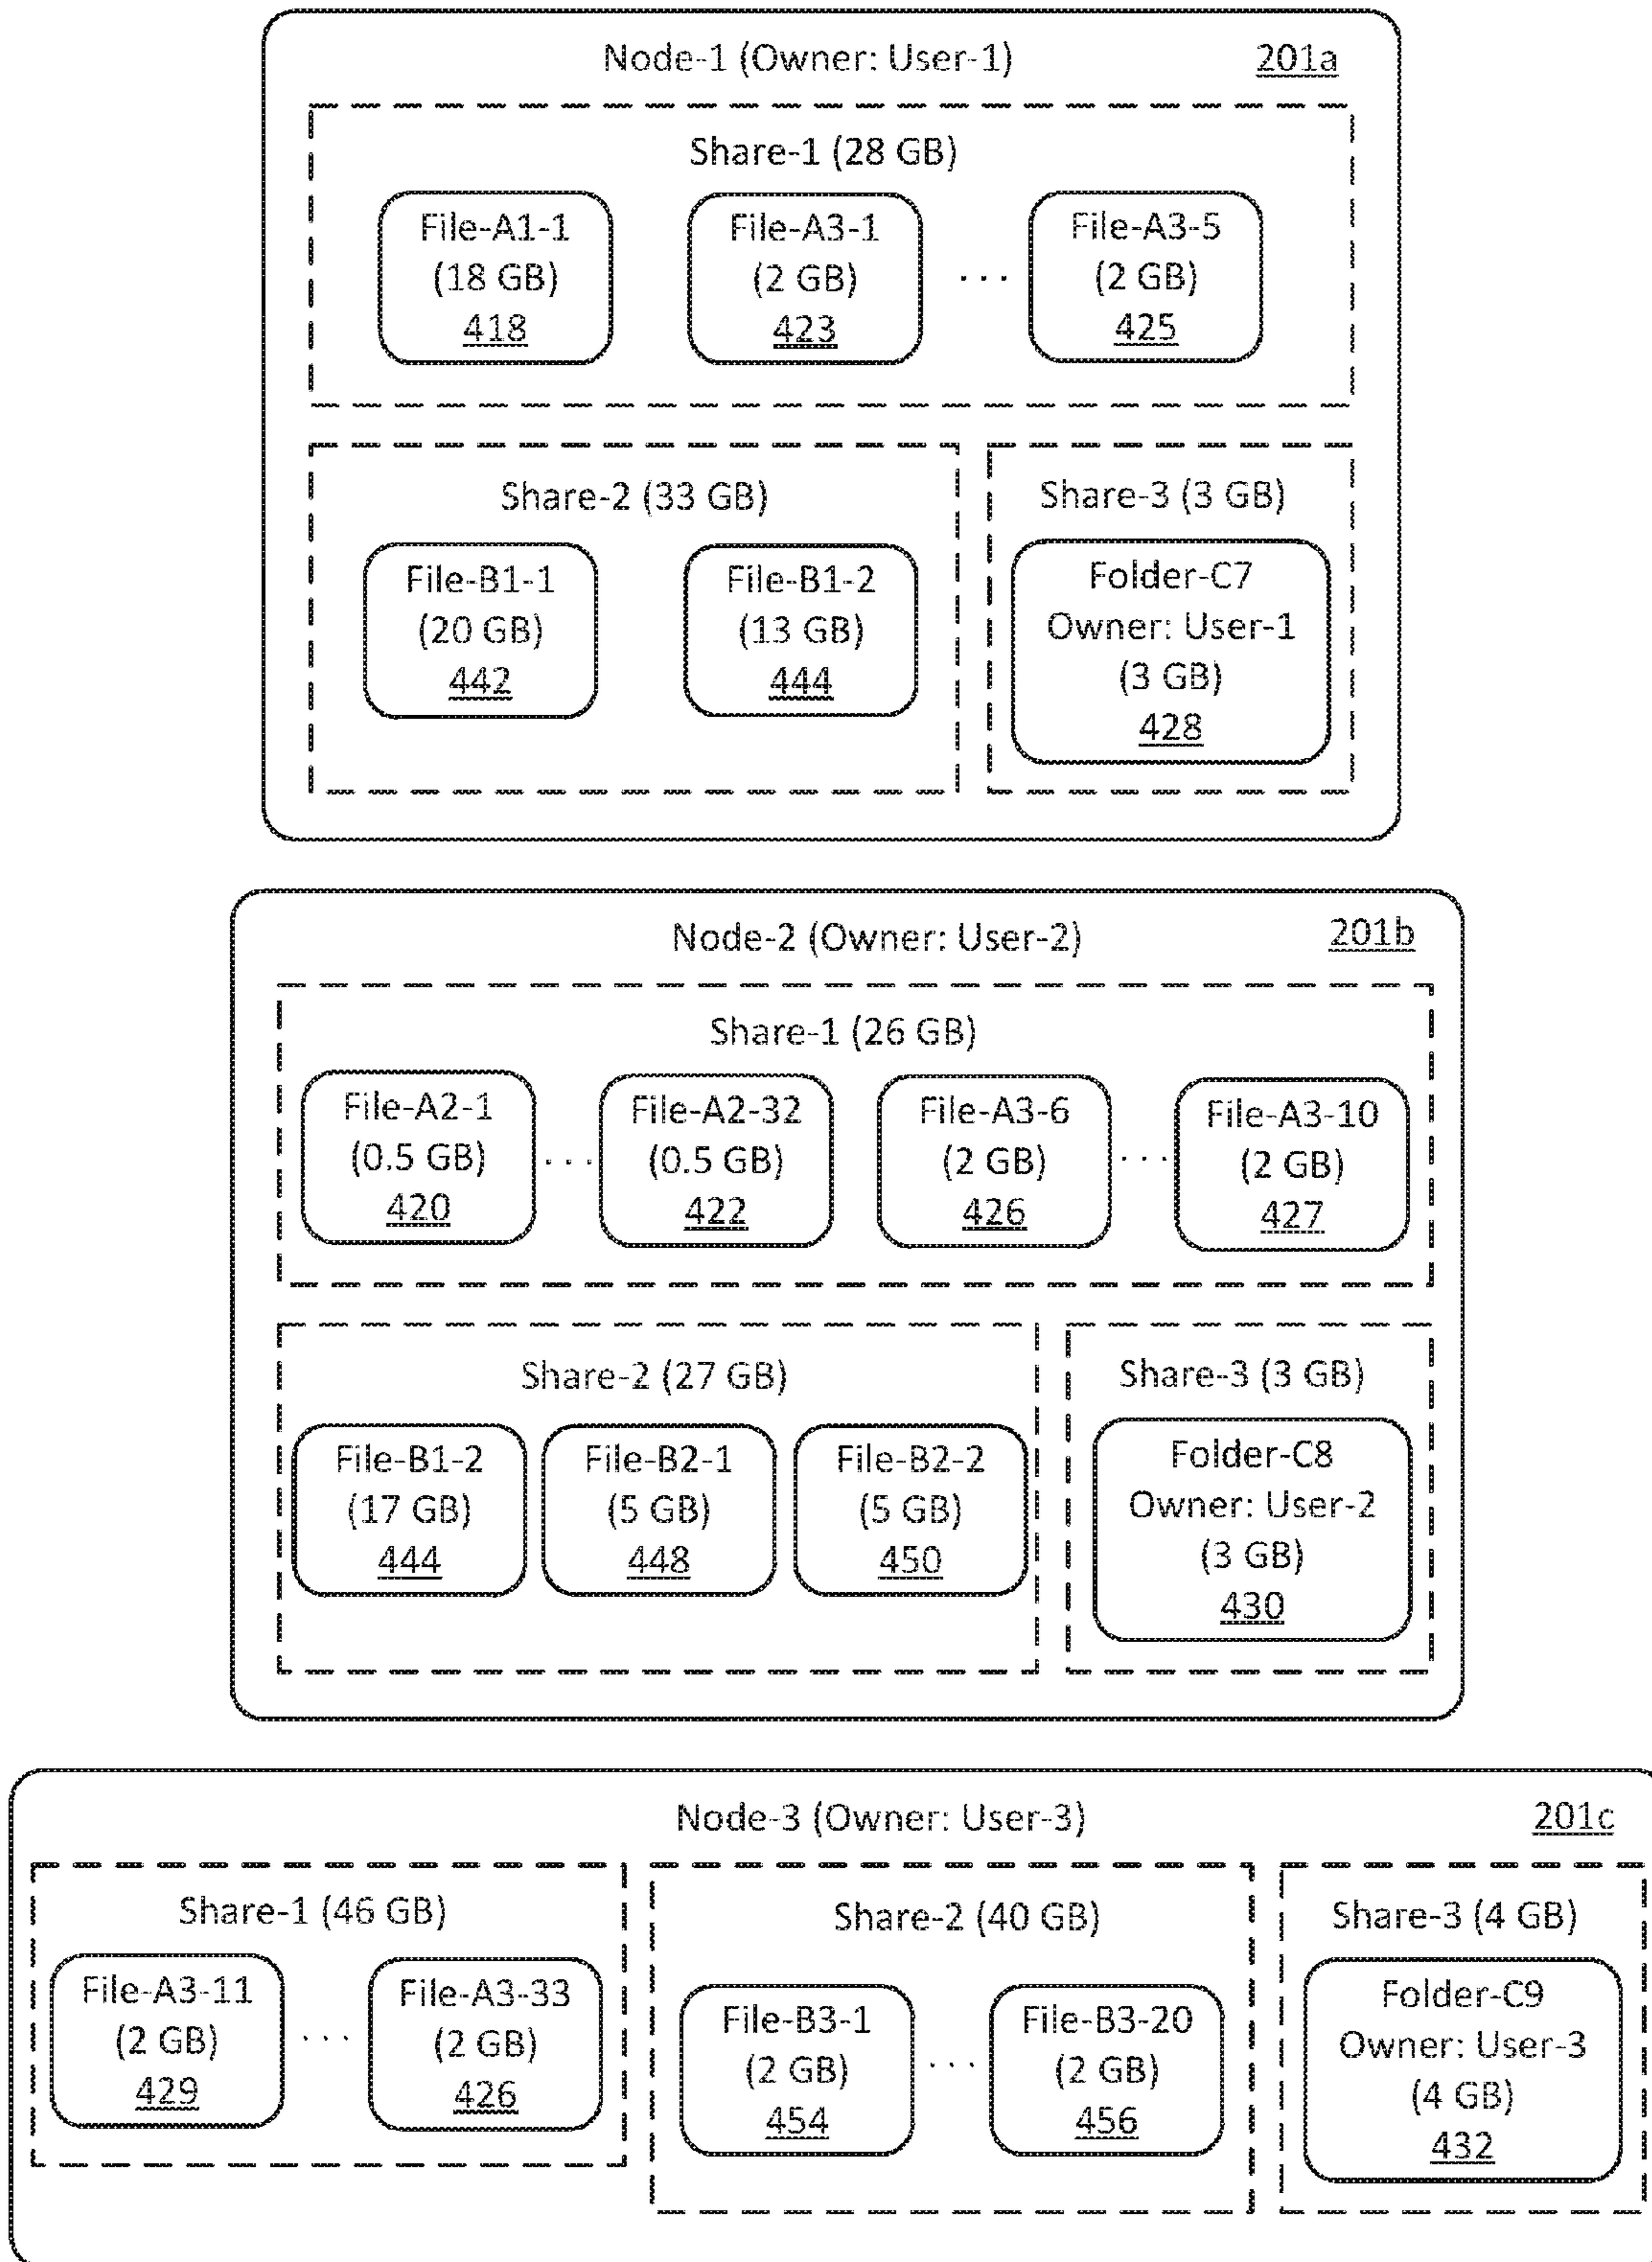 Node-1 (Owner: User-1) 201a
Share-1 (28 GB)
File-A1-1 File-A3-1 File-A3-5
(18 GB) (2 GB) ... (2 GB)
418 423 425
Share-2 (33 GB) Share-3 (3 GB)
File-B1-1 File-B1-2 Folder-C7
(20 GB) (13 GB) Owner: User-1
442 444 (3 GB)
428
Node-2 (Owner: User-2) 201b
Share-1 (26 GB)
File-A2-1 File-A2-32 File-A3-6 File-A3-10
(0.5 GB) ... (0.5 GB) (2 GB) ... (2 GB)
420 422 426 427
Share-2 (27 GB) Share-3 (3 GB)
File-B1-2 File-B2-1 File-B2-2 Folder-C8
(17 GB) (5 GB) (5 GB) Owner: User-2
444 448 450 (3 GB)
430
Node-3 (Owner: User-3) 201c
Share-1 (46 GB) Share-2 (40 GB) Share-3 (4 GB)
File-A3-11 File-A3-33 File-B3-1 File-B3-20 Folder-C9
(2 GB) ... (2 GB) (2 GB) ... (2 GB) Owner: User-3
429 426 454 456 (4 GB)
432